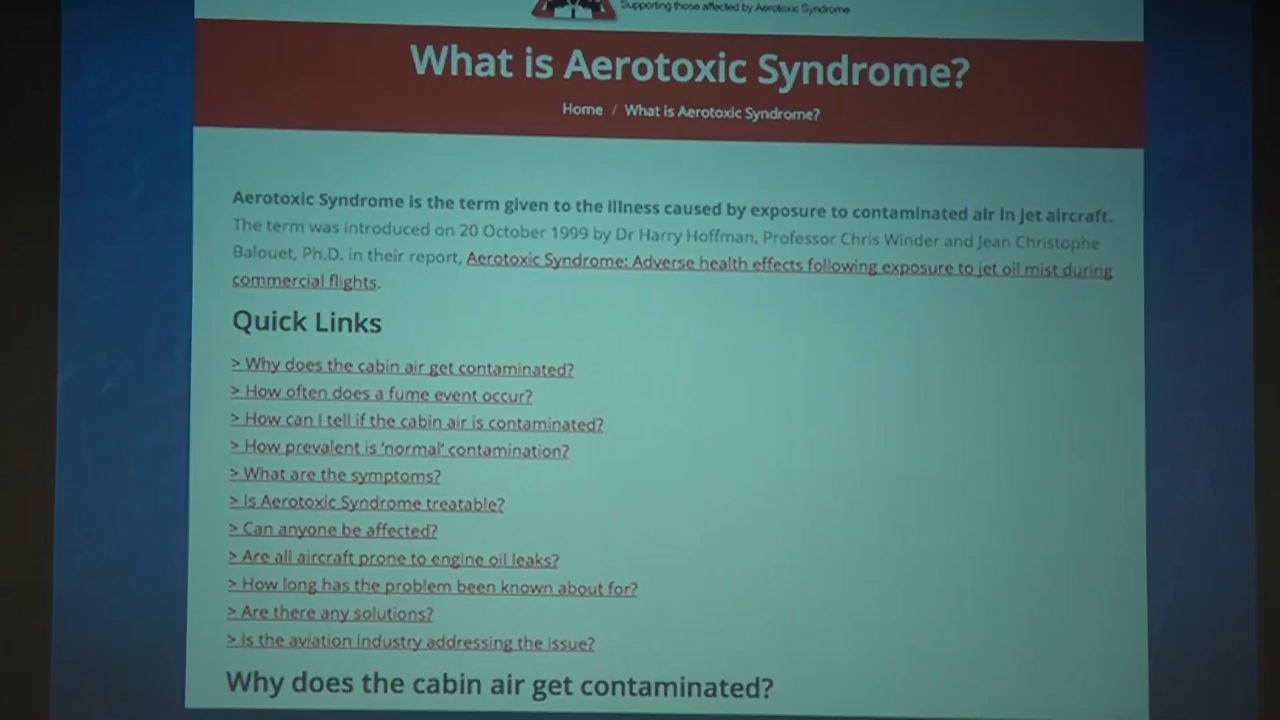 Supporting those affected by Aerotoxic Syndrome
What is Aerotoxic Syndrome?
Home / What is Aerotoxic Syndrome?
Aerotoxic Syndrome is the term given to the illness caused by exposure to contaminated air in jet aircraft.
The term was introduced on 20 October 1999 by Dr Harry Hoffman, Professor Chris Winder and Jean Christophe
Balouet, Ph.D. in their report, Aerotoxic Syndrome: Adverse health effects following exposure to jet oil mist during
commercial flights.
Quick Links
> Why does the cabin air get contaminated?
> How often does a fume event occur?
> How can I tell if the cabin air is contaminated?
> How prevalent is 'normal' contamination?
> What are the symptoms?
> Is Aerotoxic Syndrome treatable?
> Can anyone be affected?
> Are all aircraft prone to engine oil leaks?
> How long has the problem been known about for?
> Are there any solutions?
> Is the aviation industry addressing the issue?
Why does the cabin air get contaminated?